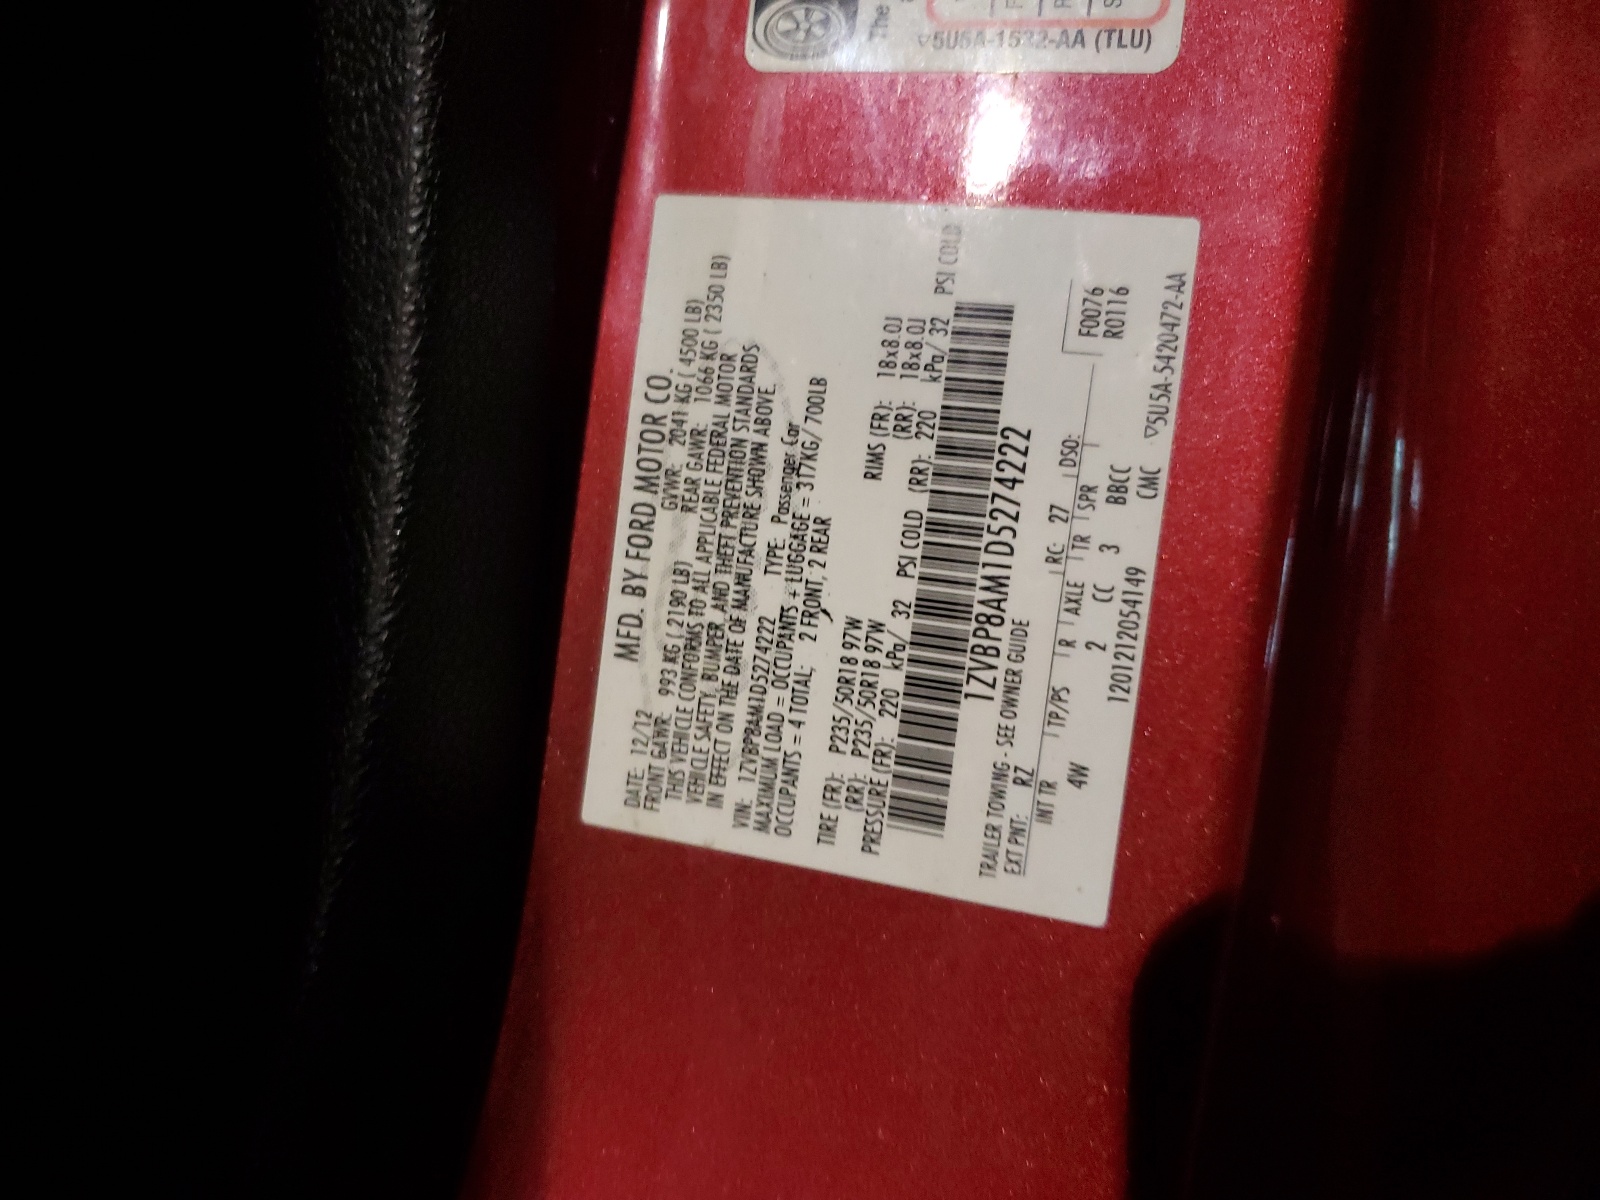 The
▽5U5A-1532-AA (TLU)
MFD. BY FORD MOTOR CO.
DATE: 12/12 GVWR: 2041 KG ( 4500 LB)
FRONT GAWR: 993 KG ( 2190 LB) REAR GAWR: 1066 KG ( 2350 LB)
THIS VEHICLE CONFORMS TO ALL APPLICABLE FEDERAL MOTOR
VEHICLE SAFETY, BUMPER, AND THEFT PREVENTION STANDARDS
IN EFFECT ON THE DATE OF MANUFACTURE SHOWN ABOVE.
VIN: 1ZVBP8AM1D5274222 TYPE: Passenger Car
MAXIMUM LOAD = OCCUPANTS + LUGGAGE = 317KG/ 700LB
OCCUPANTS = 4 TOTAL; 2 FRONT, 2 REAR
TIRE (FR): P235/50R18 97W RIMS (FR): 18x8.0J
(RR): P235/50R18 97W (RR): 18x8.0J
PRESSURE (FR): 220 kPa/ 32 PSI COLD (RR): 220 kPa/ 32 PSI COLD
1ZVBP8AM1D5274222
TRAILER TOWING - SEE OWNER GUIDE
EXT PNT: RZ RC: 27 DSO: F0076
INT TR TP/PS R AXLE TR SPR R0116
4W 2 CC 3 BBCC
12012112054149 CMC ▽5U5A-5420472-AA